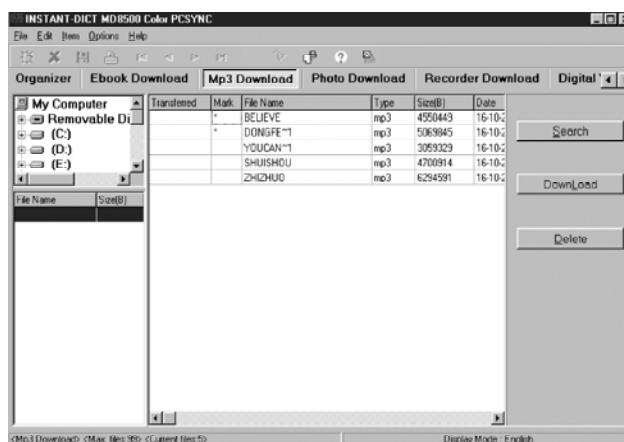 INSTANT-DICT MD8500 Color PCSYNC
File Edit Item Options Help
Organizer Ebook Download Mp3 Download Photo Download Recorder Download Digital
My Computer
Removable Di
(C:)
(D:)
(E:)
File Name Size(B)
Transferred Mark File Name Type Size(B) Date
* BELIEVE mp3 4550449 16-10-2
* DONGFE~1 mp3 5069845 16-10-2
YOUCAN~1 mp3 3059329 16-10-2
SHUISHOU mp3 4700914 16-10-2
ZHIZHUO mp3 6294591 16-10-2
Search
DownLoad
Delete
<Mp3 Download> <Max. files:99> <Current files:5> Display Mode : English